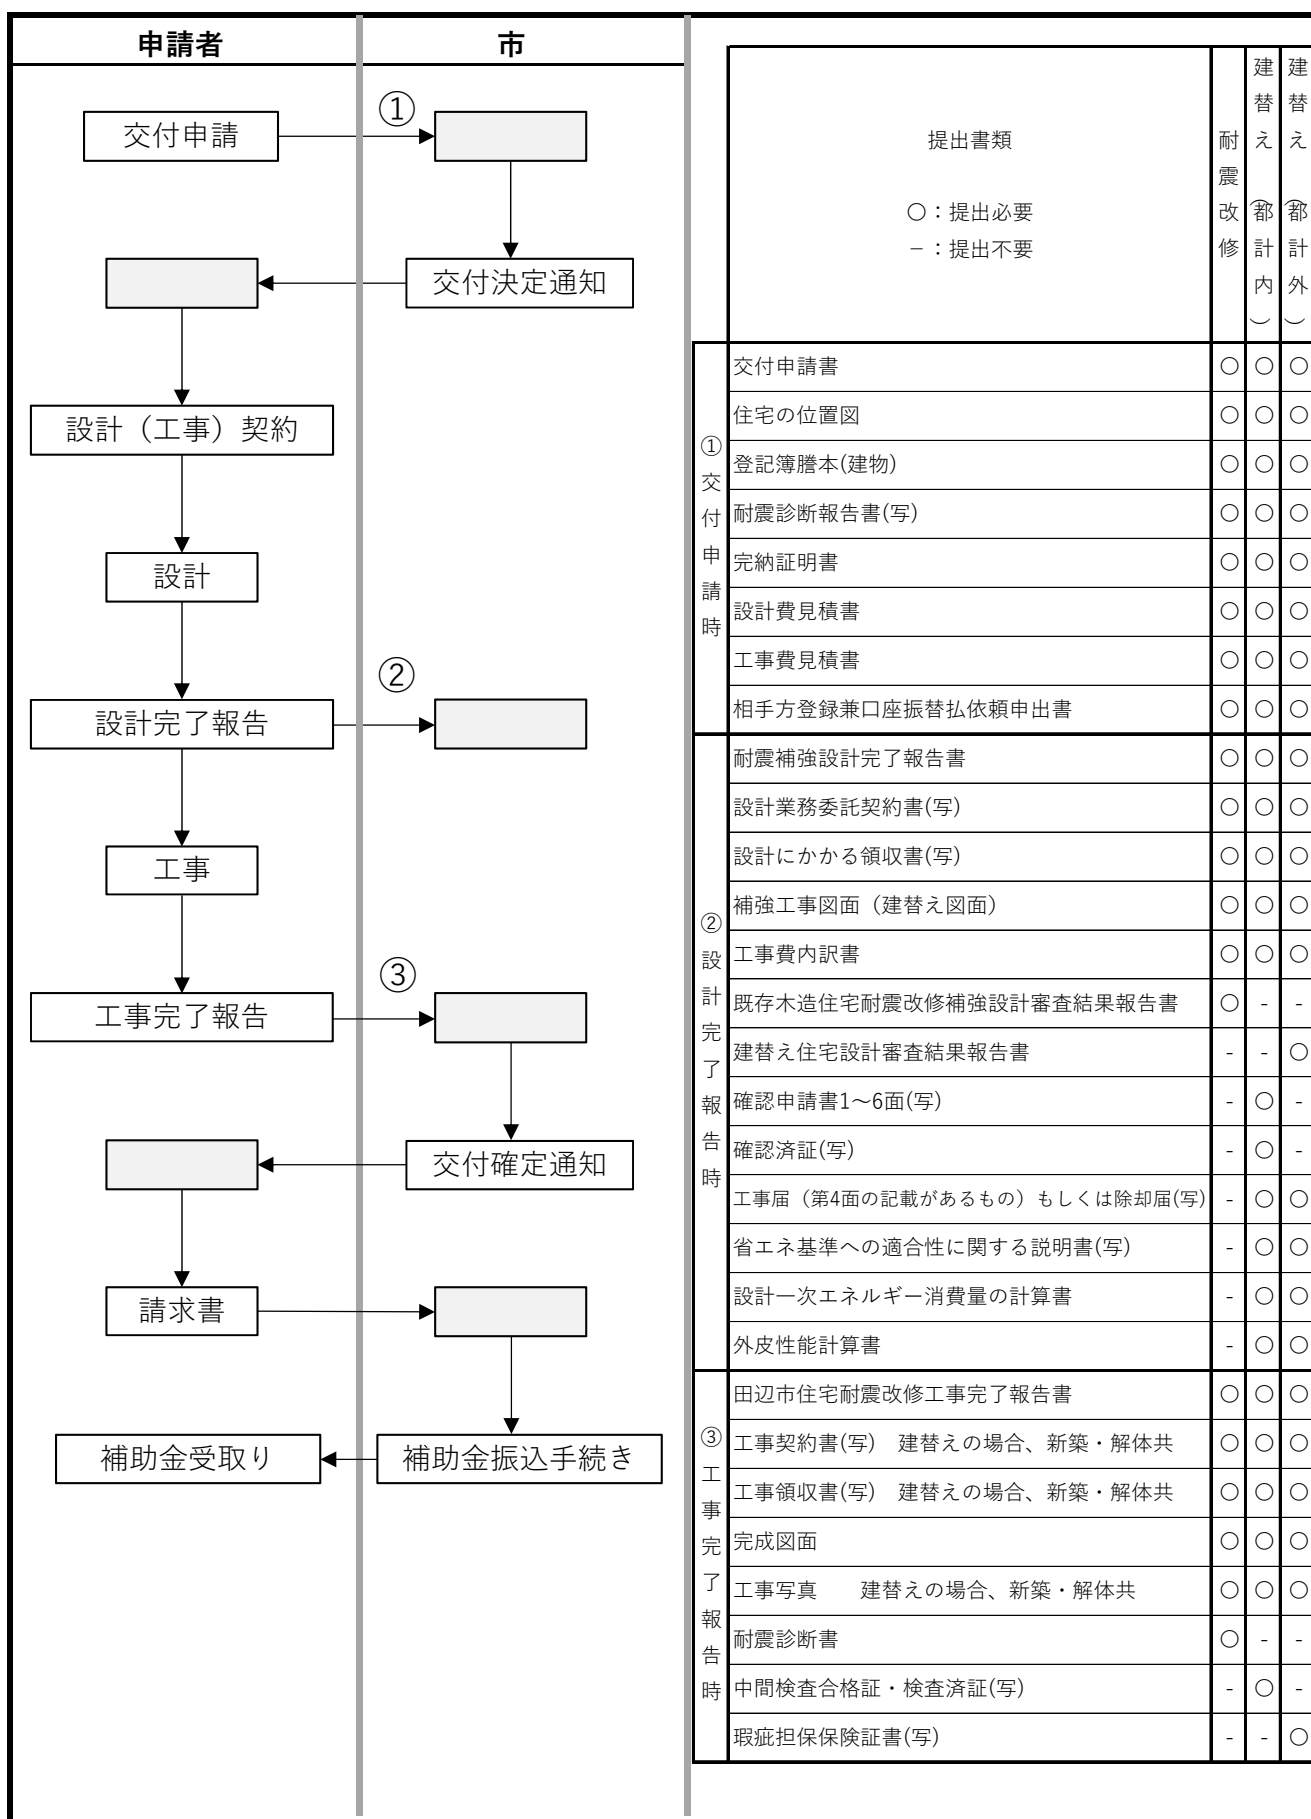 申請者
市
①
交付申請
交付決定通知
設計（工事）契約
設計
②
設計完了報告
工事
③
工事完了報告
交付確定通知
請求書
補助金受取り
補助金振込手続き
提出書類
○：提出必要
－：提出不要
耐震改修
建替え（都計内）
建替え（都計外）
①交付申請時
交付申請書 ○ ○ ○
住宅の位置図 ○ ○ ○
登記簿謄本(建物) ○ ○ ○
耐震診断報告書(写) ○ ○ ○
完納証明書 ○ ○ ○
設計費見積書 ○ ○ ○
工事費見積書 ○ ○ ○
相手方登録兼口座振替払依頼申出書 ○ ○ ○
②設計完了報告時
耐震補強設計完了報告書 ○ ○ ○
設計業務委託契約書(写) ○ ○ ○
設計にかかる領収書(写) ○ ○ ○
補強工事図面（建替え図面） ○ ○ ○
工事費内訳書 ○ ○ ○
既存木造住宅耐震改修補強設計審査結果報告書 ○ - -
建替え住宅設計審査結果報告書 - - ○
確認申請書1～6面(写) - ○ -
確認済証(写) - ○ -
工事届（第4面の記載があるもの）もしくは除却届(写) - ○ ○
省エネ基準への適合性に関する説明書(写) - ○ ○
設計一次エネルギー消費量の計算書 - ○ ○
外皮性能計算書 - ○ ○
③工事完了報告時
田辺市住宅耐震改修工事完了報告書 ○ ○ ○
工事契約書(写)　建替えの場合、新築・解体共 ○ ○ ○
工事領収書(写)　建替えの場合、新築・解体共 ○ ○ ○
完成図面 ○ ○ ○
工事写真　　建替えの場合、新築・解体共 ○ ○ ○
耐震診断書 ○ - -
中間検査合格証・検査済証(写) - ○ -
瑕疵担保保険証書(写) - - ○